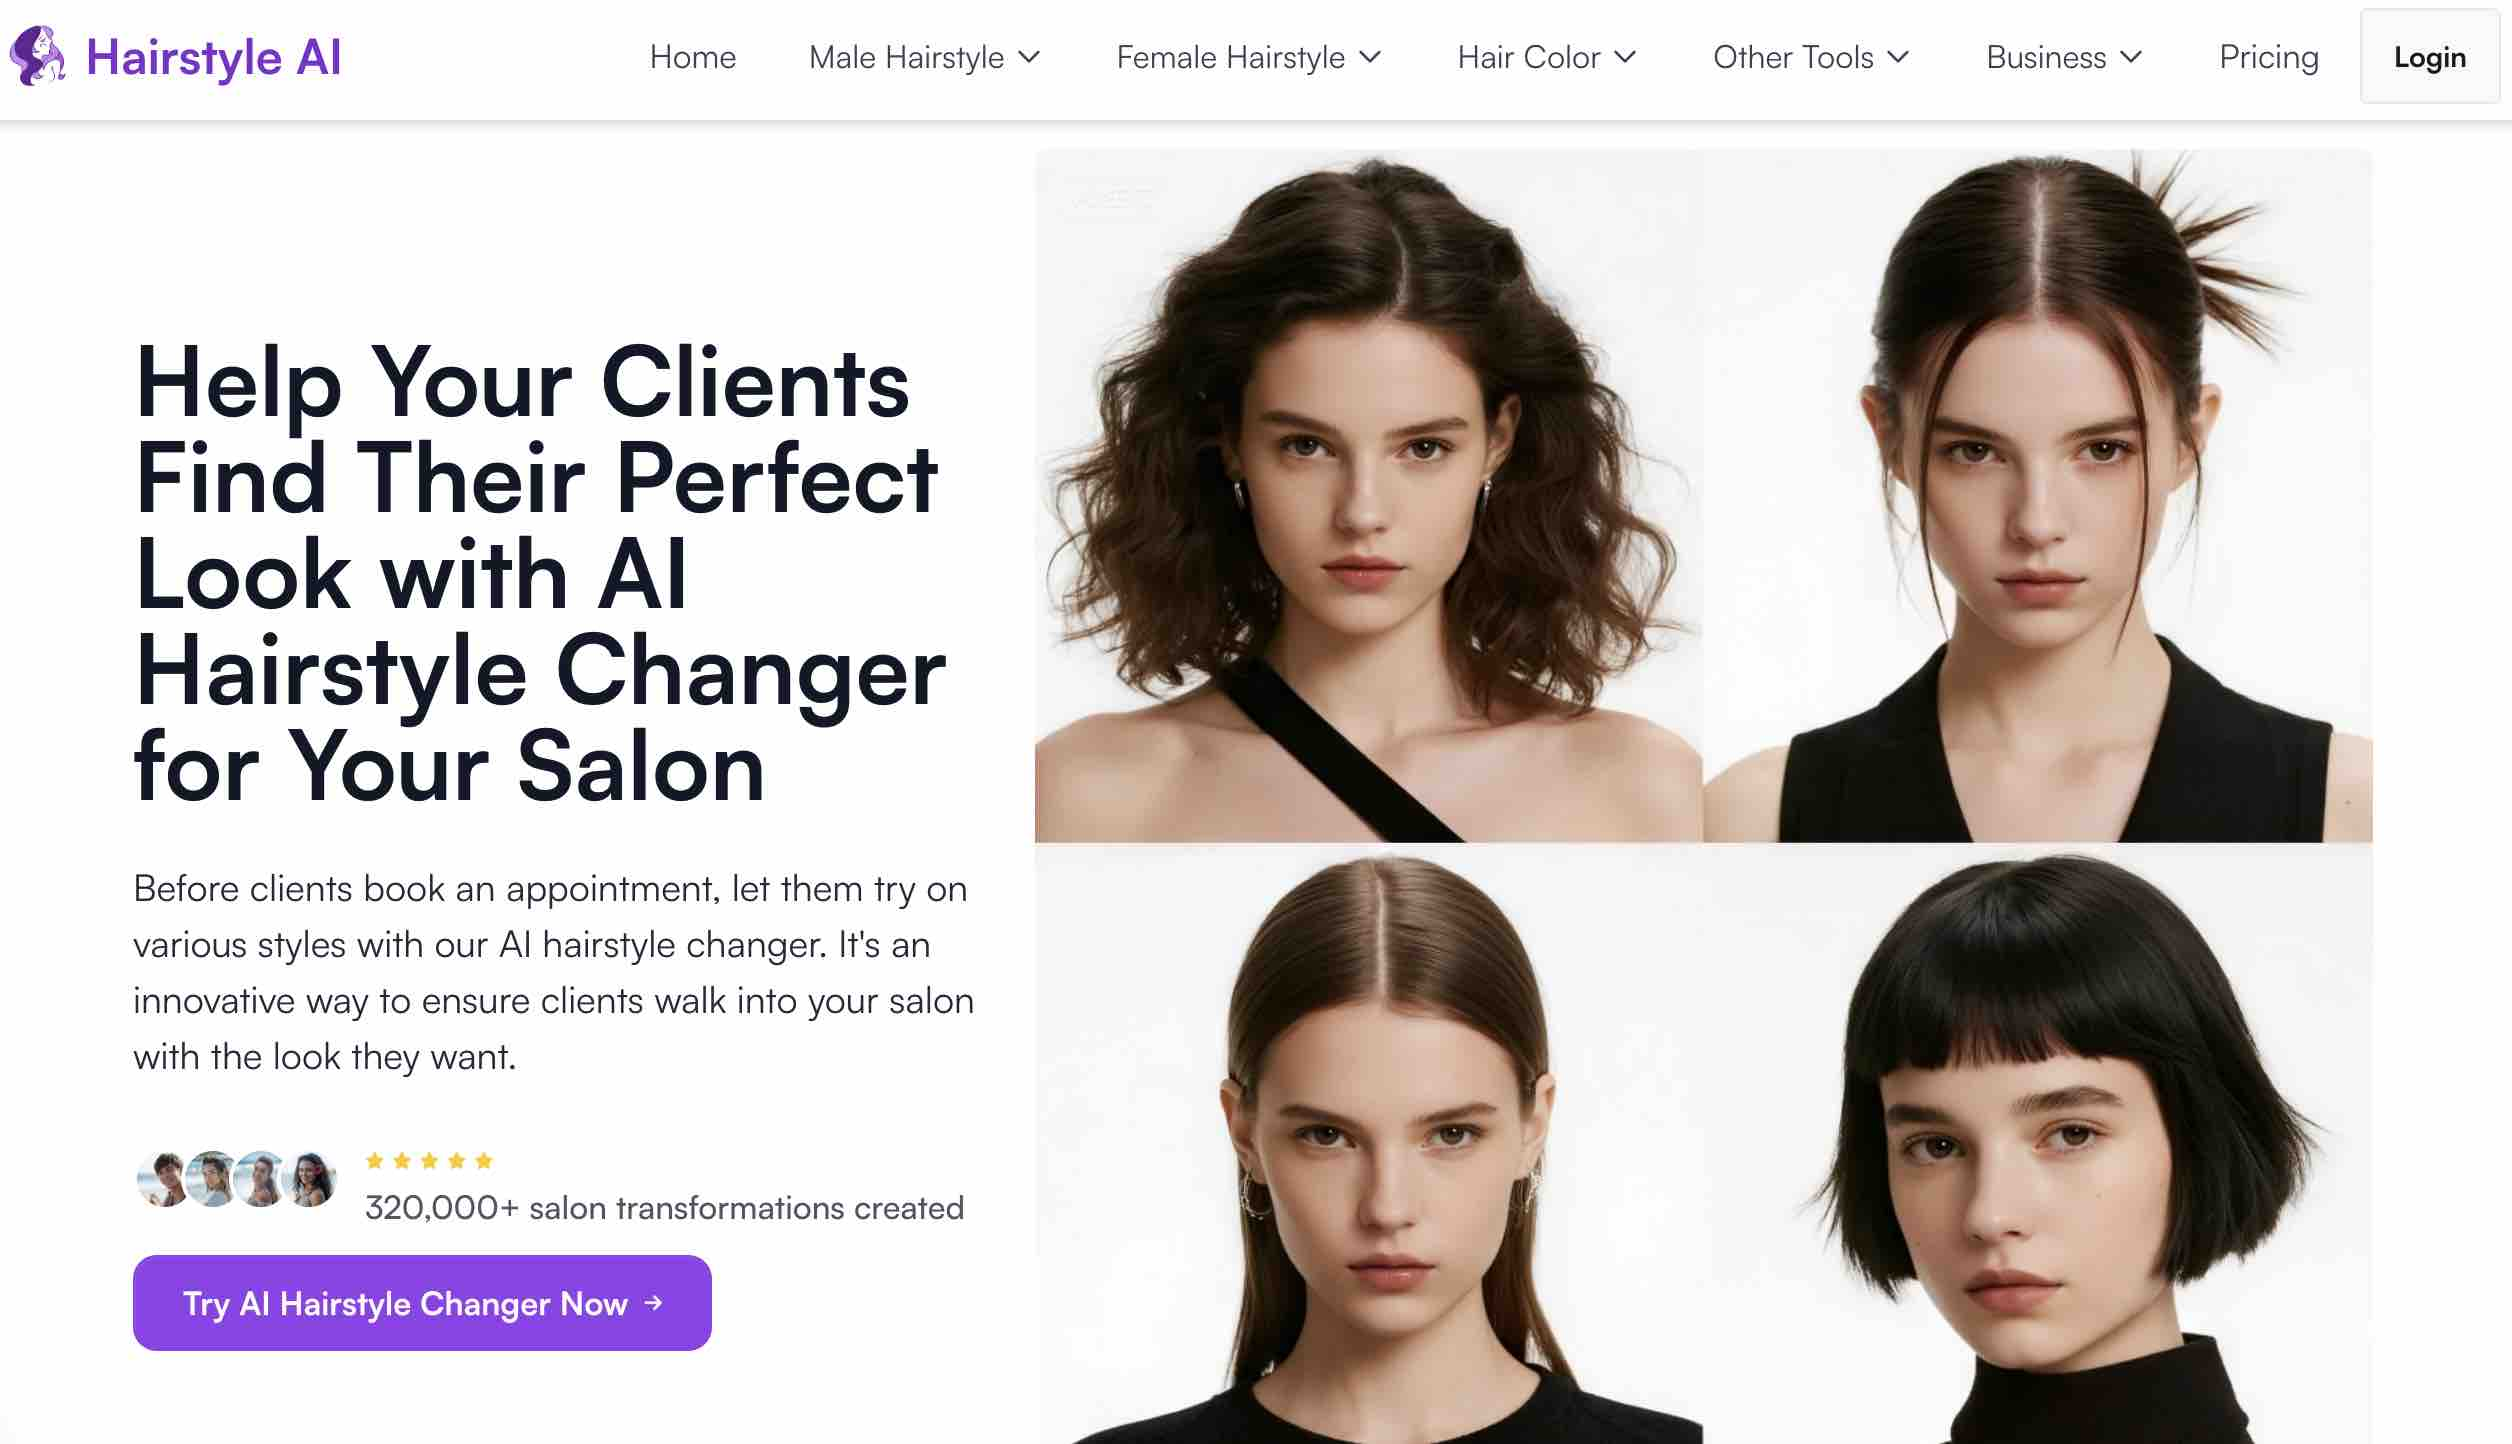 Hairstyle AI
Home
Male Hairstyle
Female Hairstyle
Hair Color
Other Tools
Business
Pricing
Login
Help Your Clients
Find Their Perfect
Look with AI
Hairstyle Changer
for Your Salon
Before clients book an appointment, let them try on
various styles with our AI hairstyle changer. It's an
innovative way to ensure clients walk into your salon
with the look they want.
320,000+ salon transformations created
Try AI Hairstyle Changer Now →